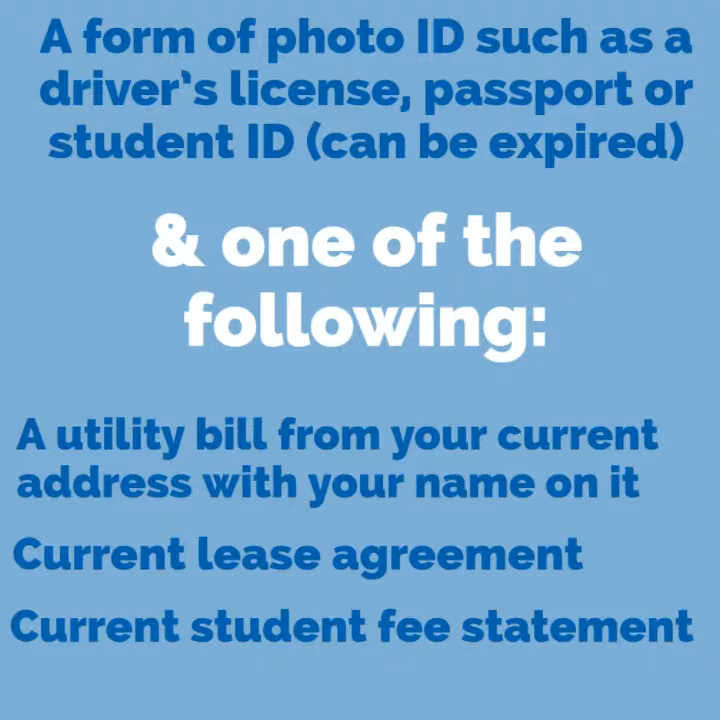 A form of photo ID such as a
driver’s license, passport or
student ID (can be expired)
& one of the
following:
A utility bill from your current
address with your name on it
Current lease agreement
Current student fee statement